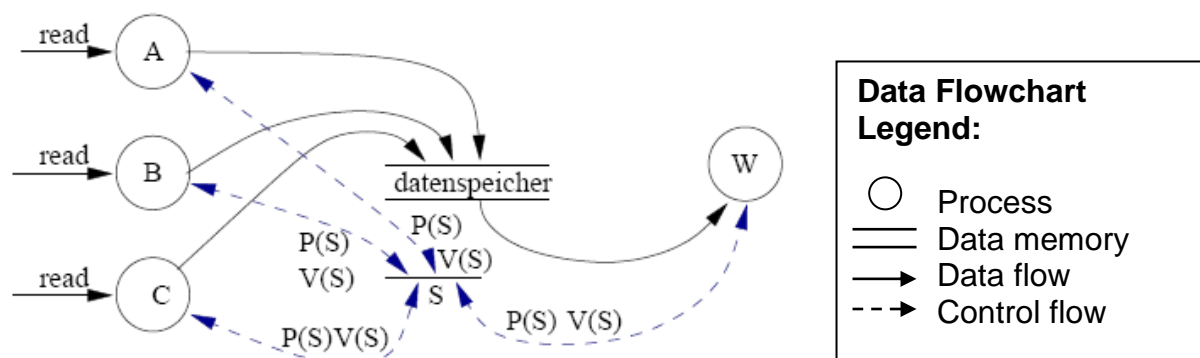 read
A
read
B
read
C
datenspeicher
W
P(S)
V(S)
P(S)
V(S)
S
P(S)V(S)
P(S) V(S)
Data Flowchart
Legend:
Process
Data memory
Data flow
Control flow